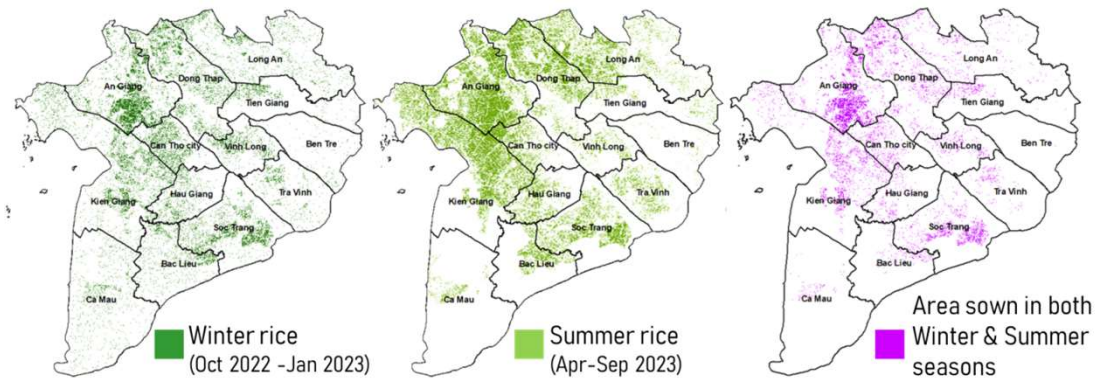 Long An
Dong Thap
An Giang
Tien Giang
Can Tho city
Vinh Long
Ben Tre
Hau Giang
Tra Vinh
Kien Giang
Soc Trang
Bac Lieu
Ca Mau
Winter rice
(Oct 2022 -Jan 2023)
Long An
Dong Thap
An Giang
Tien Giang
Can Tho city
Vinh Long
Ben Tre
Hau Giang
Tra Vinh
Kien Giang
Soc Trang
Bac Lieu
Ca Mau
Summer rice
(Apr-Sep 2023)
Long An
Dong Thap
An Giang
Tien Giang
Can Tho city
Vinh Long
Ben Tre
Hau Giang
Tra Vinh
Kien Giang
Soc Trang
Bac Lieu
Ca Mau
Area sown in both
Winter & Summer
seasons